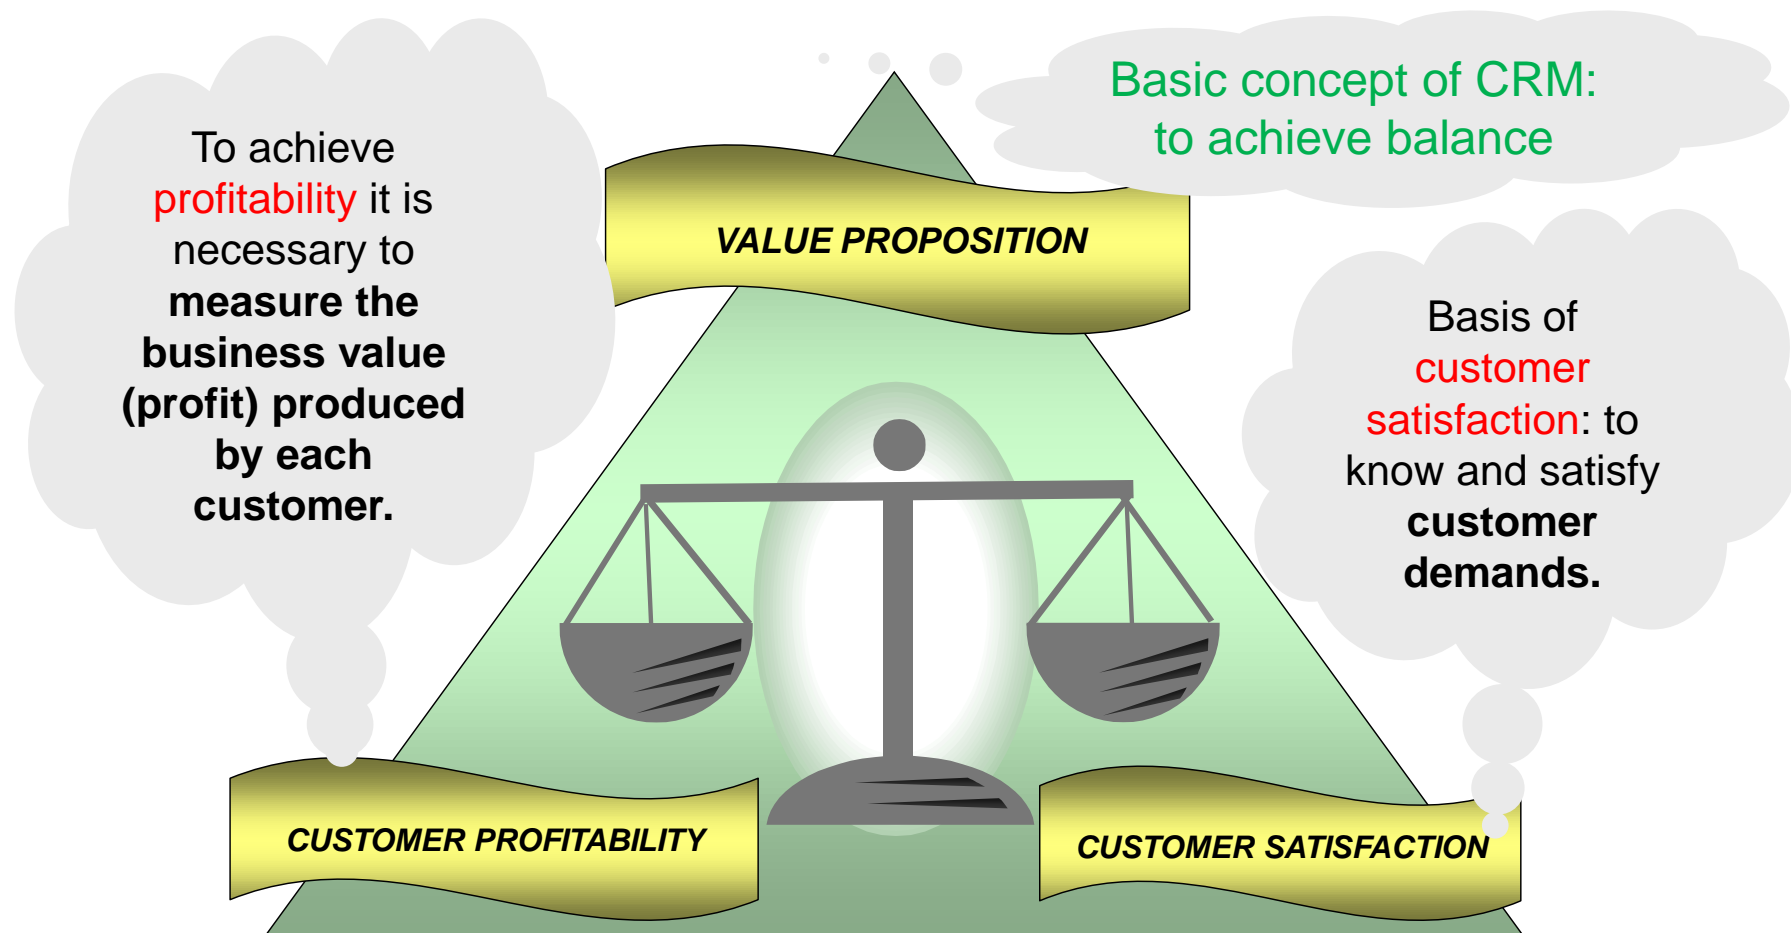 Basic concept of CRM:
to achieve balance
To achieve
profitability it is
necessary to
measure the
business value
(profit) produced
by each
customer.
VALUE PROPOSITION
Basis of
customer
satisfaction: to
know and satisfy
customer
demands.
CUSTOMER PROFITABILITY
CUSTOMER SATISFACTION